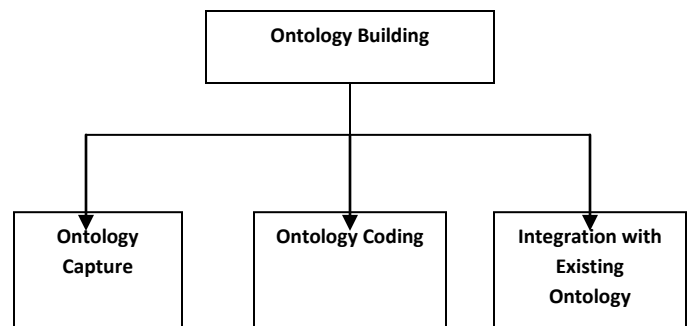 Ontology Building
Ontology
Capture
Ontology Coding
Integration with
Existing
Ontology